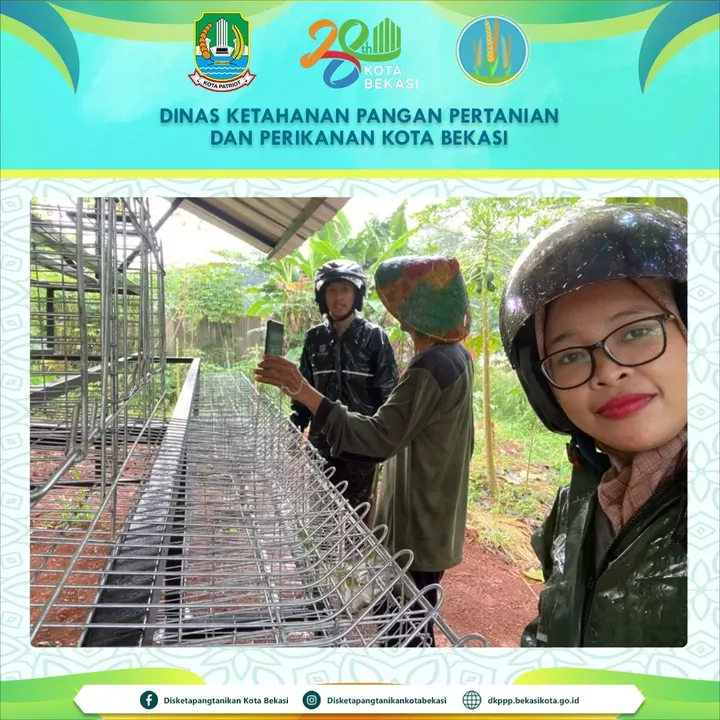 KOTA PATRIOT
28th
KOTA
BEKASI
DINAS KETAHANAN PANGAN PERTANIAN
DAN PERIKANAN KOTA BEKASI
Disketapangtanikan Kota Bekasi
Disketapangtanikankotabekasi
dkppp.bekasikota.go.id